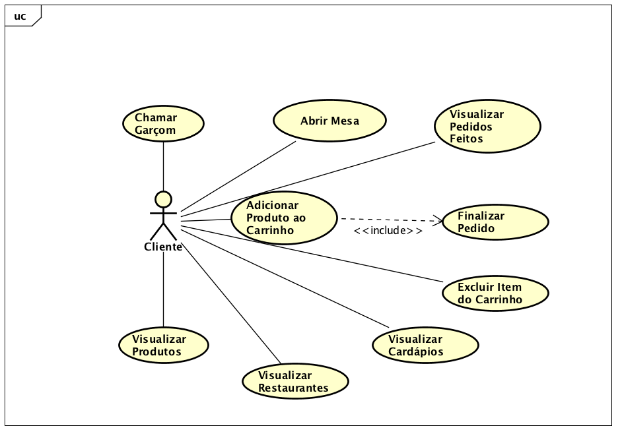 uc
Chamar
Garçom
Abrir Mesa
Visualizar
Pedidos
Feitos
Adicionar
Produto ao
Carrinho
<<include>>
Finalizar
Pedido
Cliente
Excluir Item
do Carrinho
Visualizar
Produtos
Visualizar
Cardápios
Visualizar
Restaurantes